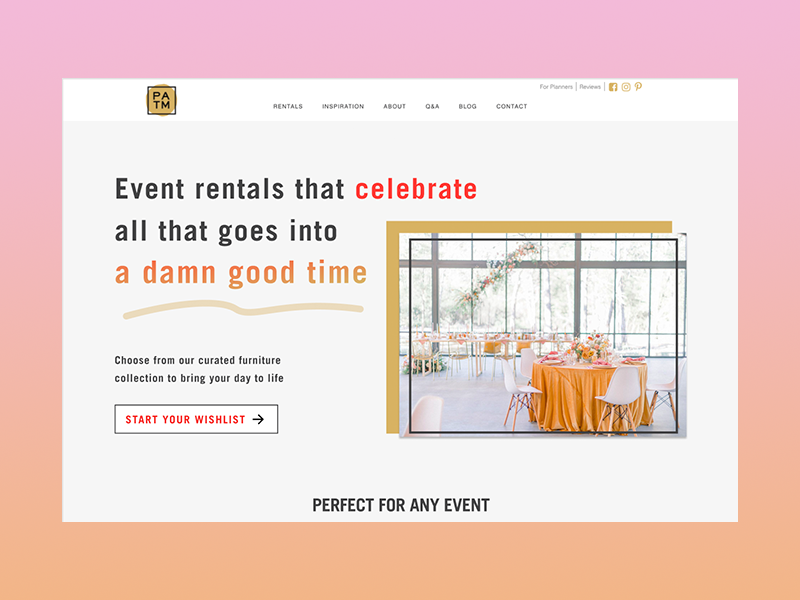 For Planners | Reviews |
PA
TM
RENTALS INSPIRATION ABOUT Q&A BLOG CONTACT
Event rentals that celebrate
all that goes into
a damn good time
Choose from our curated furniture
collection to bring your day to life
START YOUR WISHLIST →
PERFECT FOR ANY EVENT